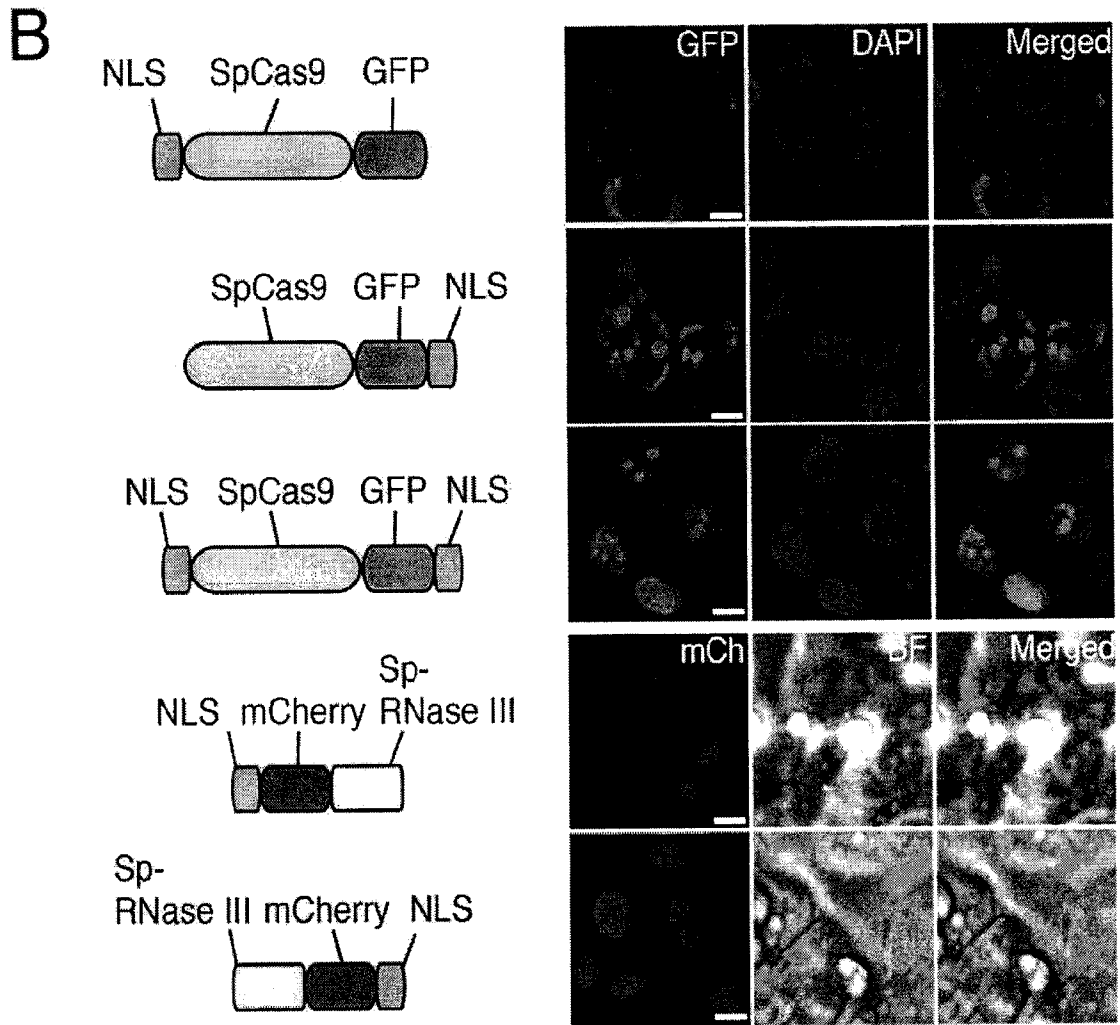 B
NLS SpCas9 GFP
GFP DAPI Merged
SpCas9 GFP NLS
NLS SpCas9 GFP NLS
mCh BF Merged
Sp-
NLS mCherry RNase III
Sp-
RNase III mCherry NLS